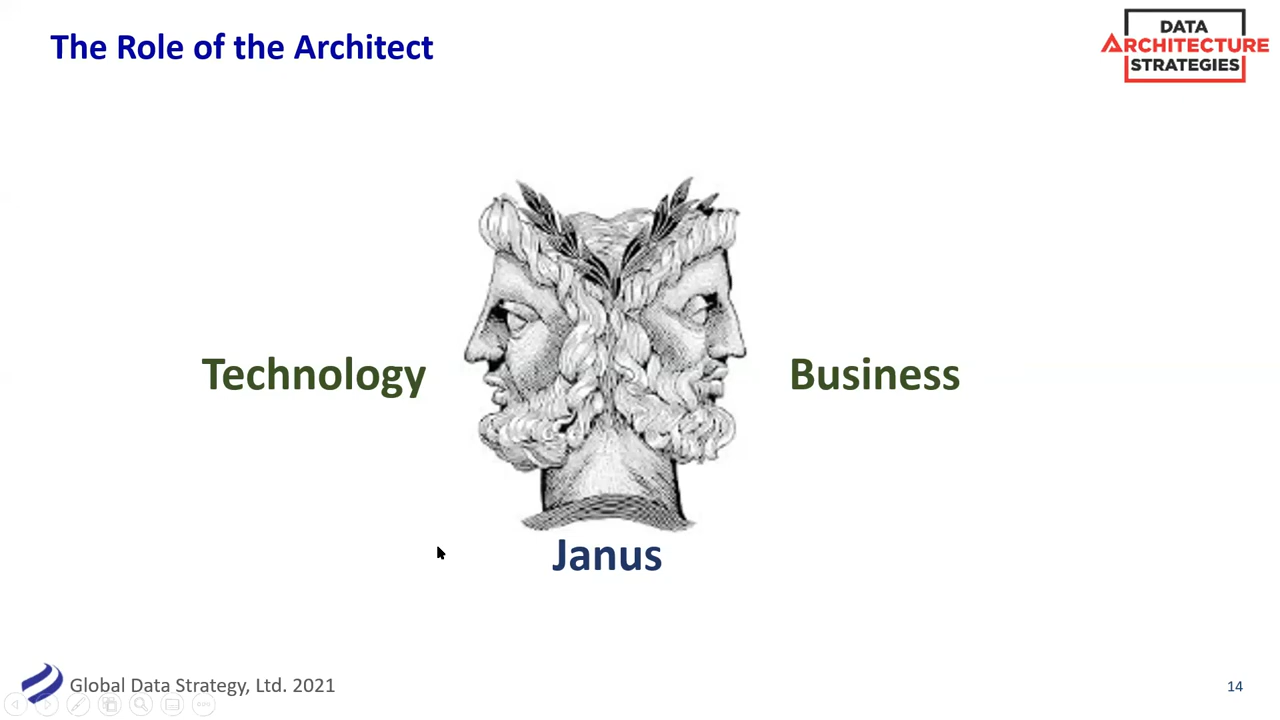 The Role of the Architect
DATA
ARCHITECTURE
STRATEGIES
Technology
Business
Janus
Global Data Strategy, Ltd. 2021
14